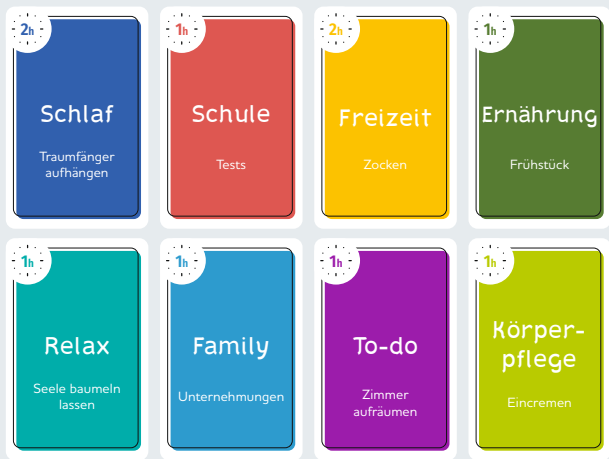 2h
Schlaf
Traumfänger
aufhängen
1h
Schule
Tests
2h
Freizeit
Zocken
1h
Ernährung
Frühstück
1h
Relax
Seele baumeln
lassen
1h
Family
Unternehmungen
1h
To-do
Zimmer
aufräumen
1h
Körper-
pflege
Eincremen